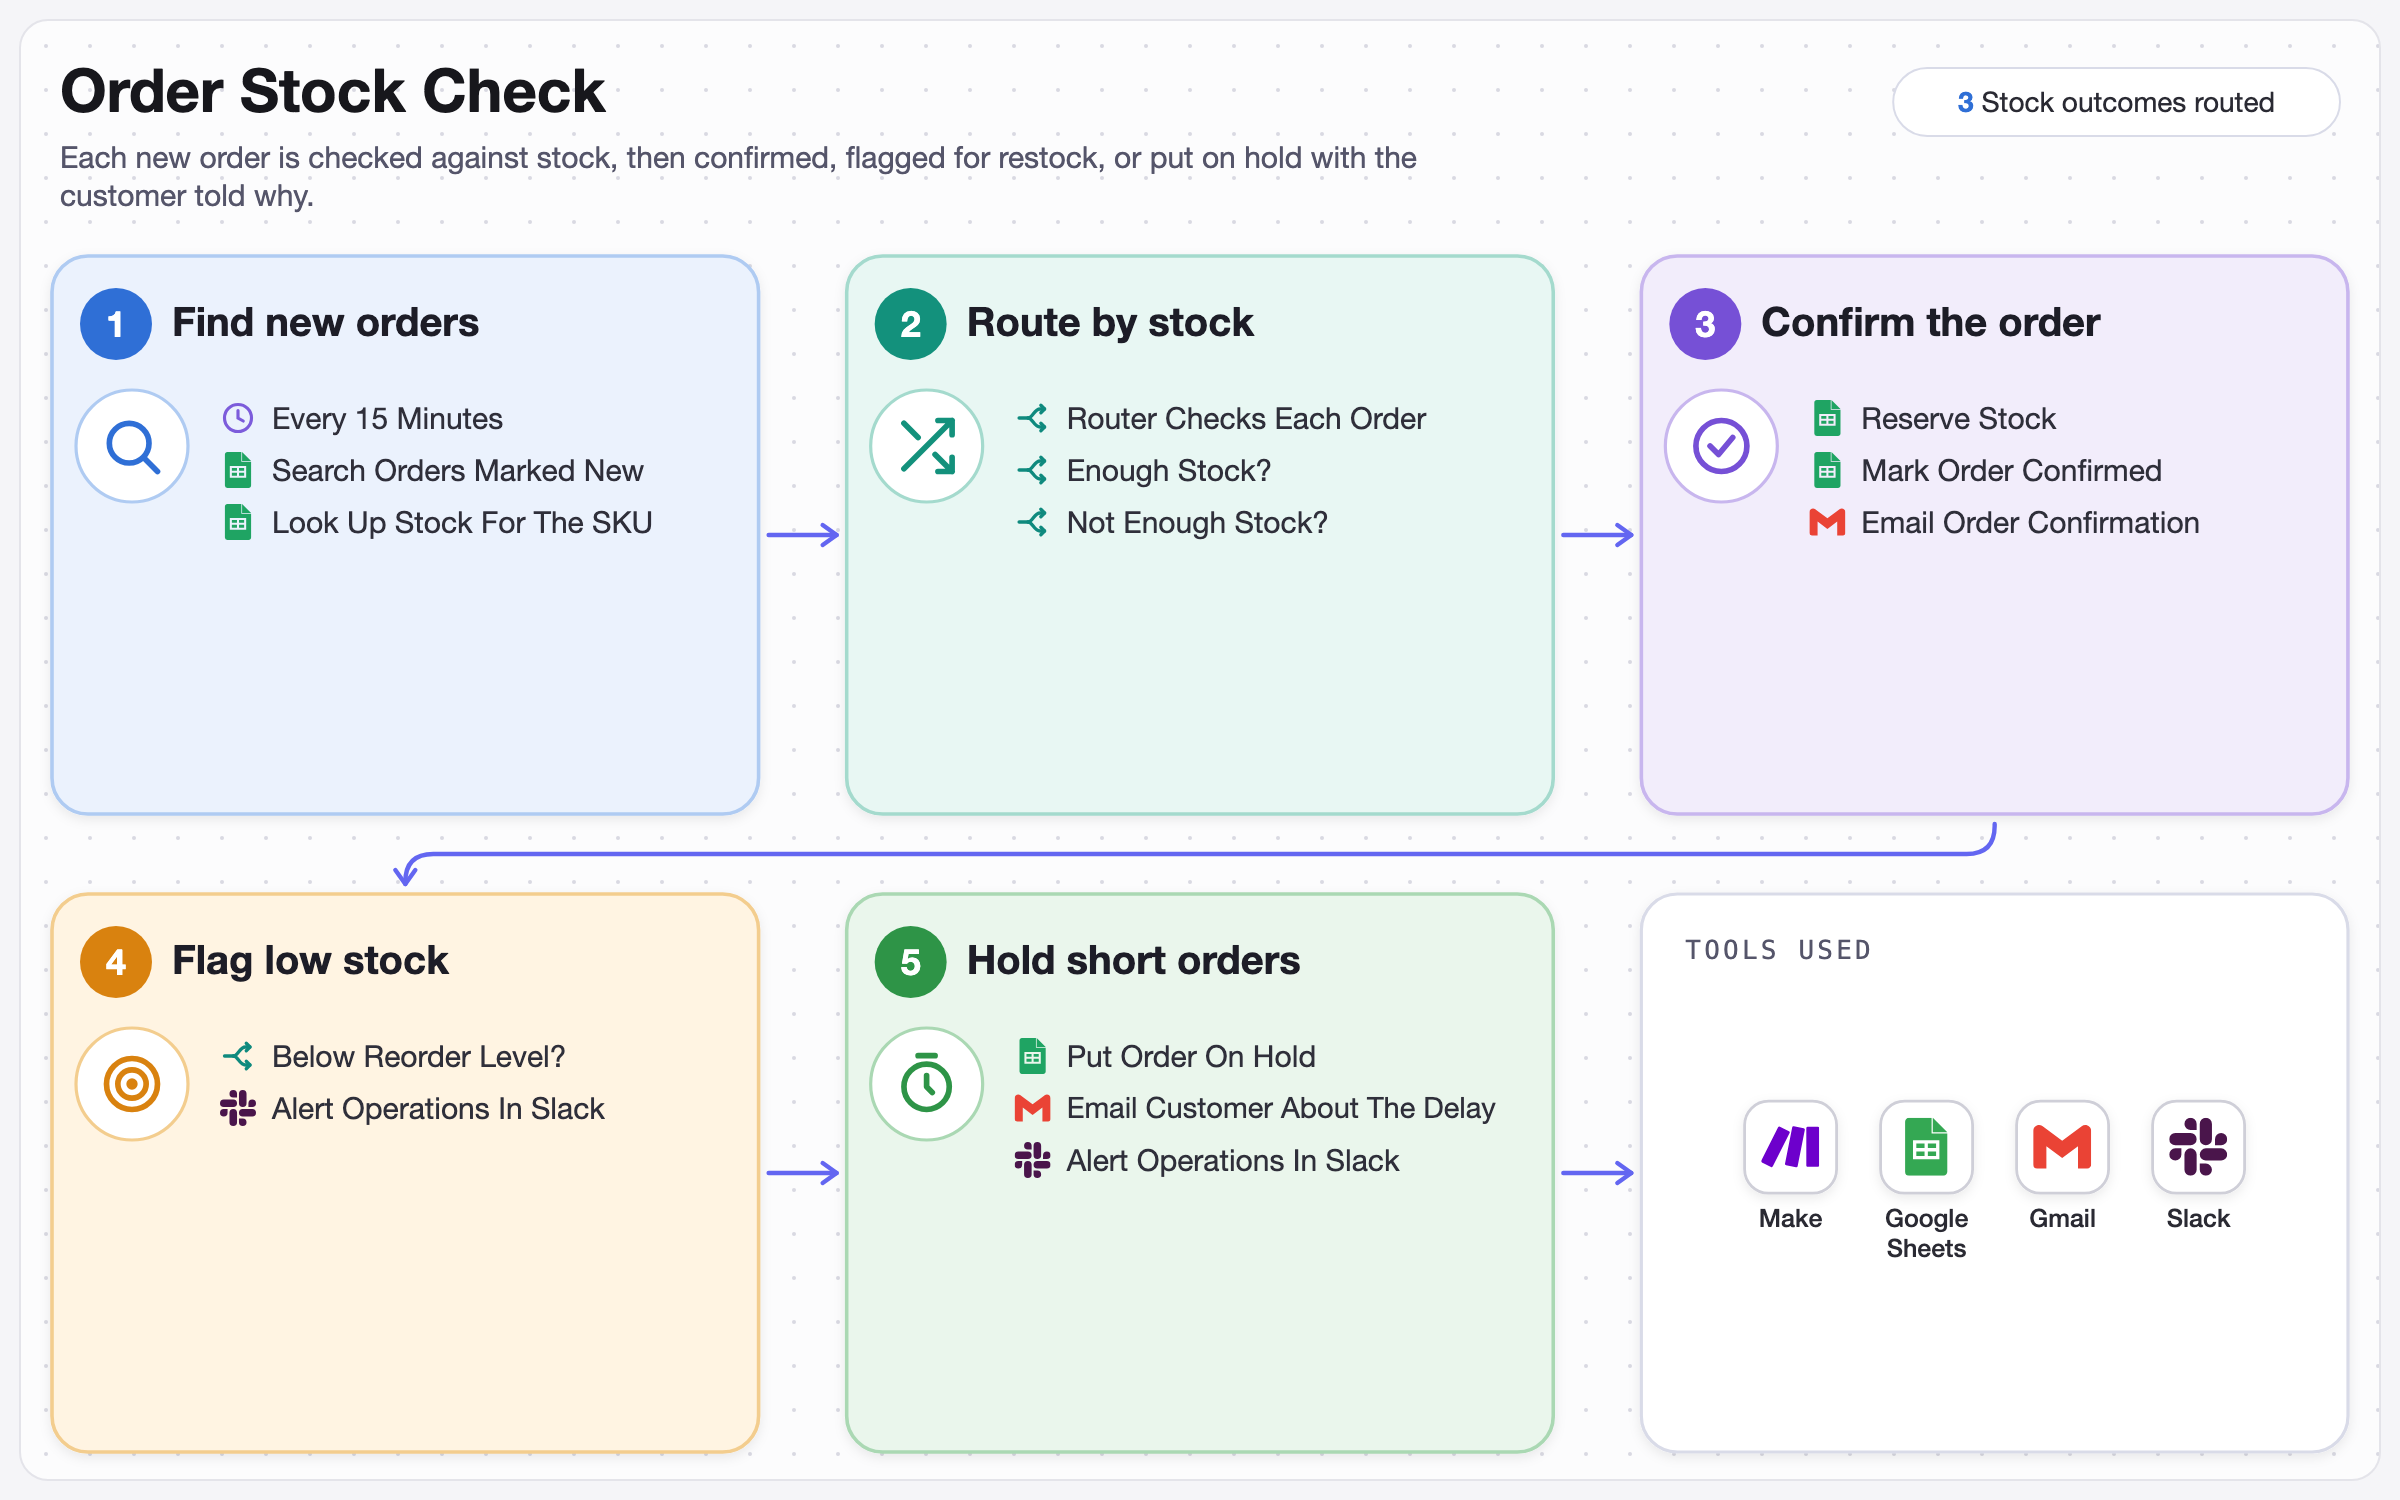 Order Stock Check
3 Stock outcomes routed
Each new order is checked against stock, then confirmed, flagged for restock, or put on hold with the
customer told why.
1 Find new orders
Every 15 Minutes
Search Orders Marked New
Look Up Stock For The SKU
2 Route by stock
Router Checks Each Order
Enough Stock?
Not Enough Stock?
3 Confirm the order
Reserve Stock
Mark Order Confirmed
Email Order Confirmation
4 Flag low stock
Below Reorder Level?
Alert Operations In Slack
5 Hold short orders
Put Order On Hold
Email Customer About The Delay
Alert Operations In Slack
TOOLS USED
Make
Google
Sheets
Gmail
Slack